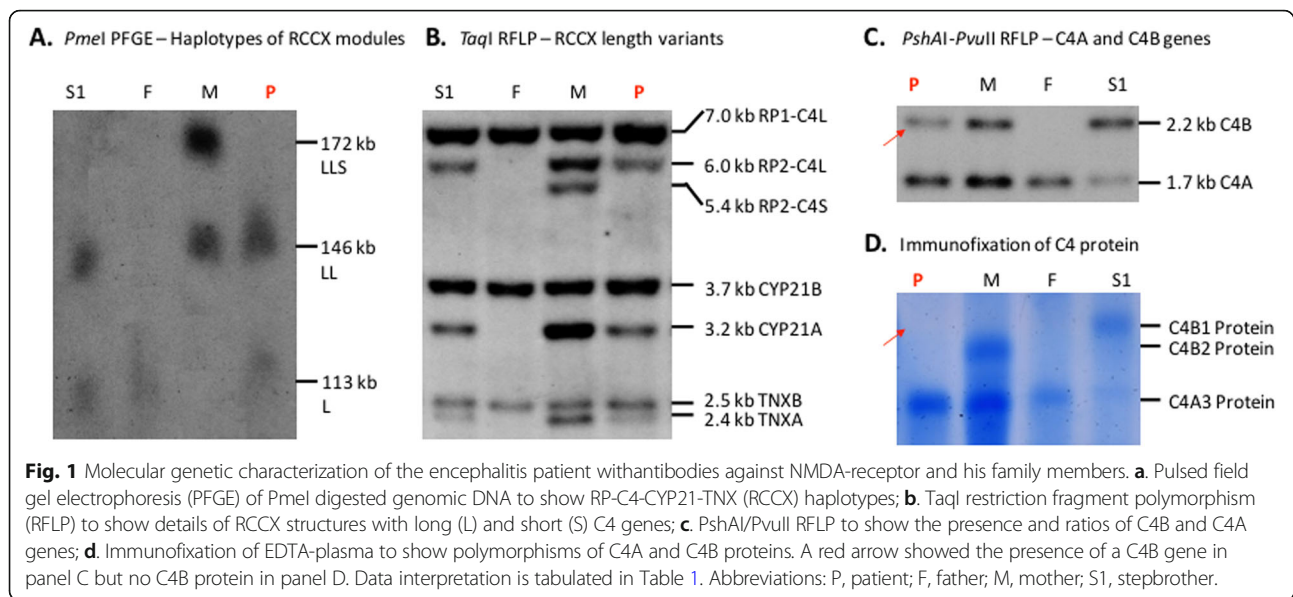 A. PmeI PFGE – Haplotypes of RCCX modules
S1 F M P
172 kb
LLS
146 kb
LL
113 kb
L
B. TaqI RFLP – RCCX length variants
S1 F M P
7.0 kb RP1-C4L
6.0 kb RP2-C4L
5.4 kb RP2-C4S
3.7 kb CYP21B
3.2 kb CYP21A
2.5 kb TNXB
2.4 kb TNXA
C. PshAI-PvuII RFLP – C4A and C4B genes
P M F S1
2.2 kb C4B
1.7 kb C4A
D. Immunofixation of C4 protein
P M F S1
C4B1 Protein
C4B2 Protein
C4A3 Protein
Fig. 1 Molecular genetic characterization of the encephalitis patient withantibodies against NMDA-receptor and his family members. a. Pulsed field
gel electrophoresis (PFGE) of PmeI digested genomic DNA to show RP-C4-CYP21-TNX (RCCX) haplotypes; b. TaqI restriction fragment polymorphism
(RFLP) to show details of RCCX structures with long (L) and short (S) C4 genes; c. PshAI/PvuII RFLP to show the presence and ratios of C4B and C4A
genes; d. Immunofixation of EDTA-plasma to show polymorphisms of C4A and C4B proteins. A red arrow showed the presence of a C4B gene in
panel C but no C4B protein in panel D. Data interpretation is tabulated in Table 1. Abbreviations: P, patient; F, father; M, mother; S1, stepbrother.